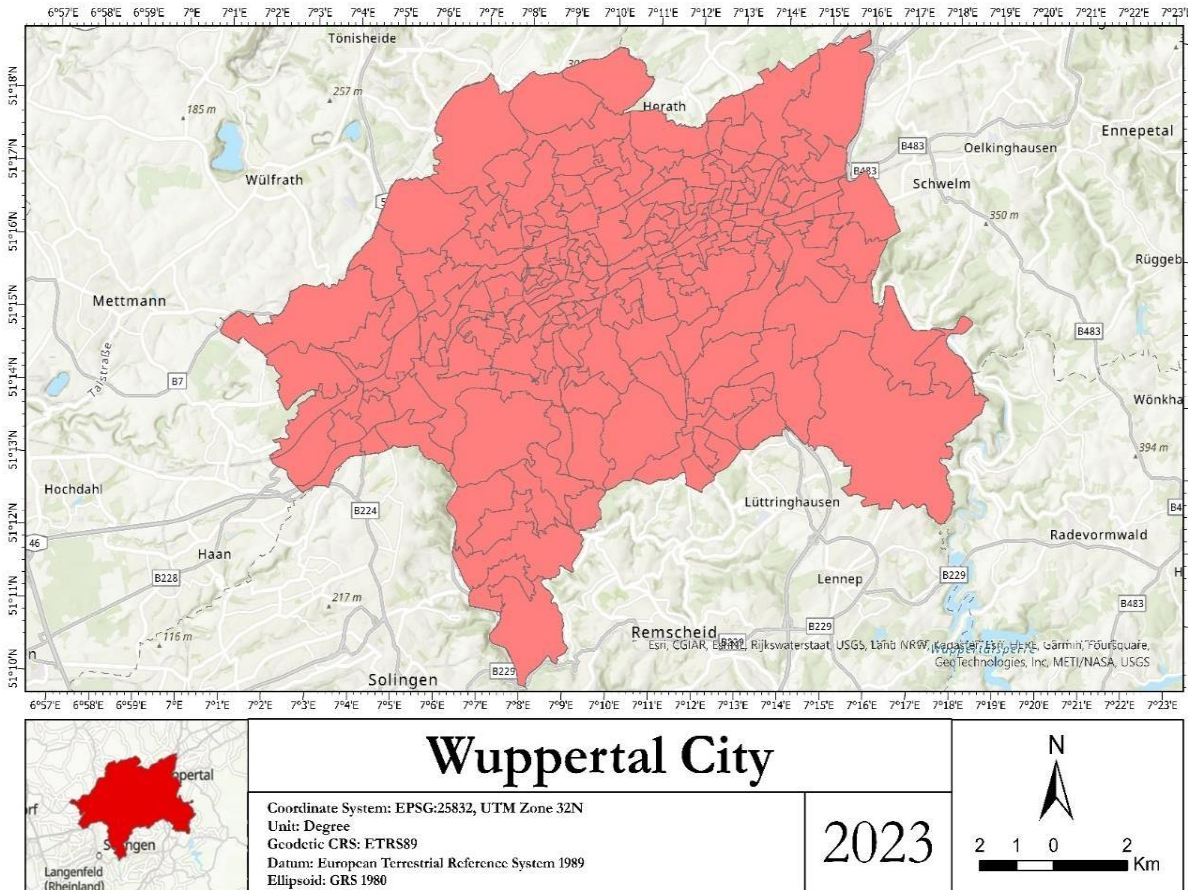 6°57'E 6°58'E 6°59'E 7°0'E 7°1'E 7°2'E 7°3'E 7°4'E 7°5'E 7°6'E 7°7'E 7°8'E 7°9'E 7°10'E 7°11'E 7°12'E 7°13'E 7°14'E 7°15'E 7°16'E 7°17'E 7°18'E 7°19'E 7°20'E 7°21'E 7°22'E 7°23'E
Tönisheide
51°18'N
257 m
185 m
Horath
Ennepetal
B483
Oelkinghausen
51°17'N
B483
Wülfrath
Schwelm
5
350 m
51°16'N
Rüggeb
51°15'N
Mettmann
B483
Talstraße
51°14'N
B7
Wönkha
51°13'N
394 m
Hochdahl
Lüttringhausen
B224
B4
51°12'N
46
Radevormwald
Haan
B228
Lennep
B229
H
51°11'N
217 m
B483
116 m
B229
Remscheid
n
51°10'N
Esri, CGIAR, Rijkswaterstaat, USGS, Land NRW, Kadaster, Esri, HERE, Garmin, Foursquare,
GeoTechnologies, Inc, METI/NASA, USGS
Wuppertalsperre
Solingen
B229
6°57'E 6°58'E 6°59'E 7°E 7°1'E 7°2'E 7°3'E 7°4'E 7°5'E 7°6'E 7°7'E 7°8'E 7°9'E 7°10'E 7°11'E 7°12'E 7°13'E 7°14'E 7°15'E 7°16'E 7°17'E 7°18'E 7°19'E 7°20'E 7°21'E 7°22'E 7°23'E
ppertal
rf
Langenfeld
(Rheinland)
Wuppertal City
Coordinate System: EPSG:25832, UTM Zone 32N
Unit: Degree
Geodetic CRS: ETRS89
Datum: European Terrestrial Reference System 1989
Ellipsoid: GRS 1980
2023
N
2 1 0 2
Km